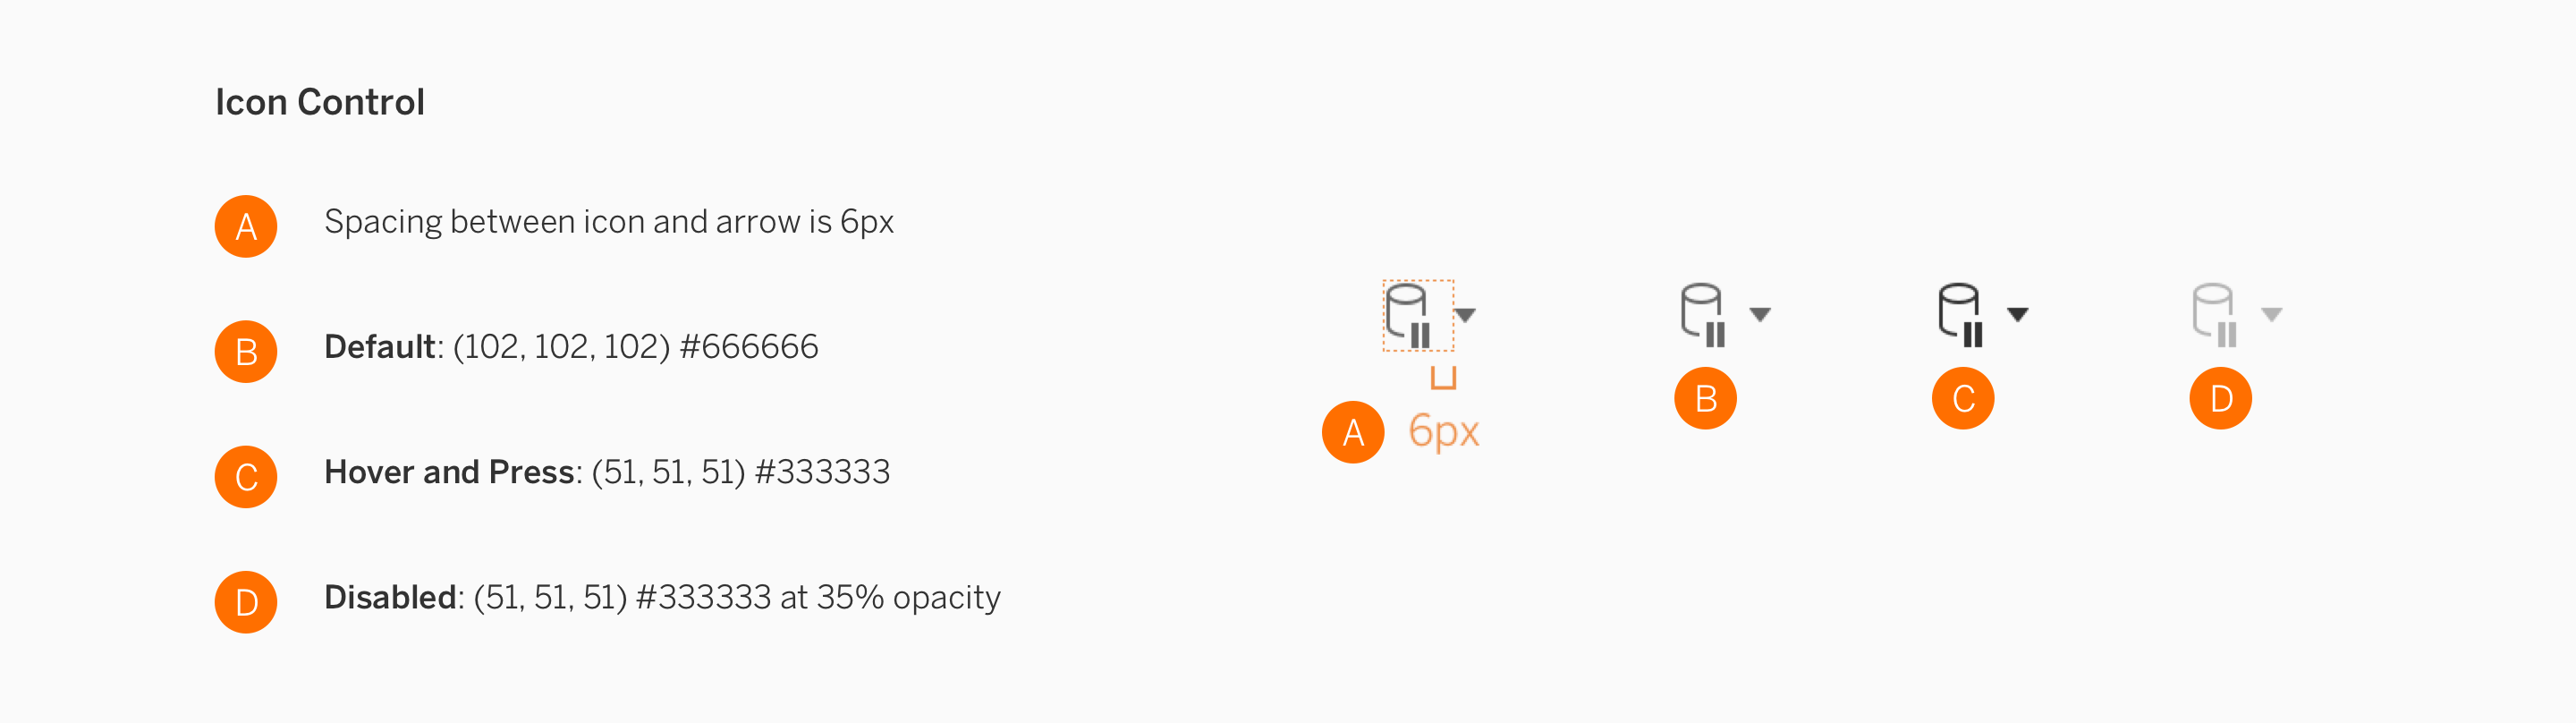 Icon Control
A Spacing between icon and arrow is 6px
B Default: (102, 102, 102) #666666
C Hover and Press: (51, 51, 51) #333333
D Disabled: (51, 51, 51) #333333 at 35% opacity
A 6px
B
C
D